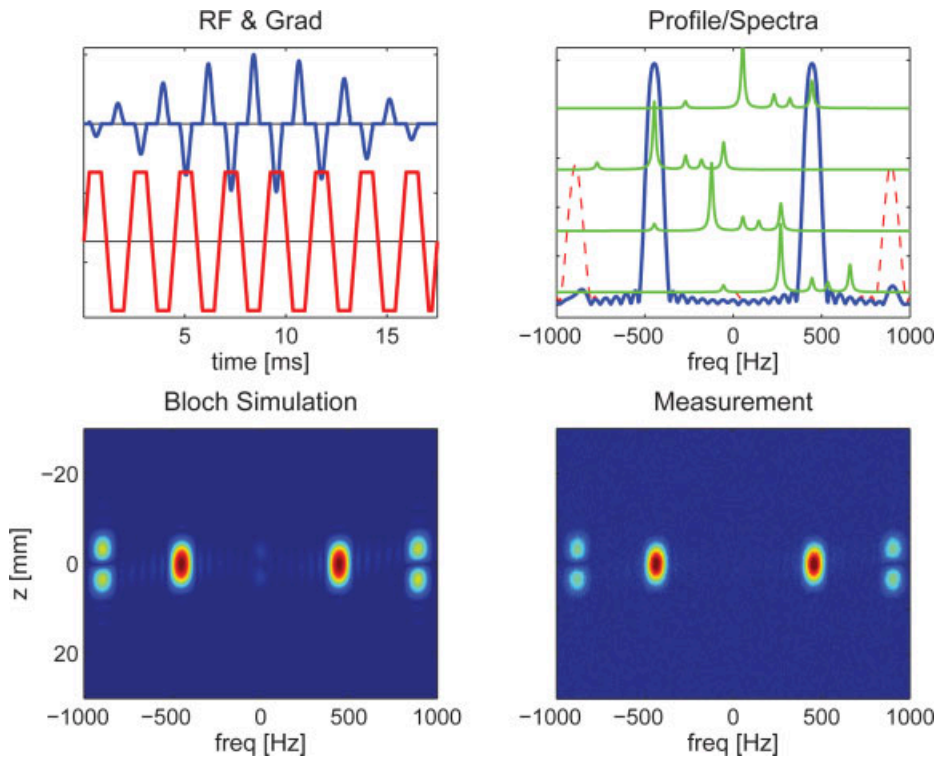 RF & Grad
5 10 15
time [ms]
Profile/Spectra
−1000 −500 0 500 1000
freq [Hz]
Bloch Simulation
−20
0
20
z [mm]
−1000 −500 0 500 1000
freq [Hz]
Measurement
−1000 −500 0 500 1000
freq [Hz]